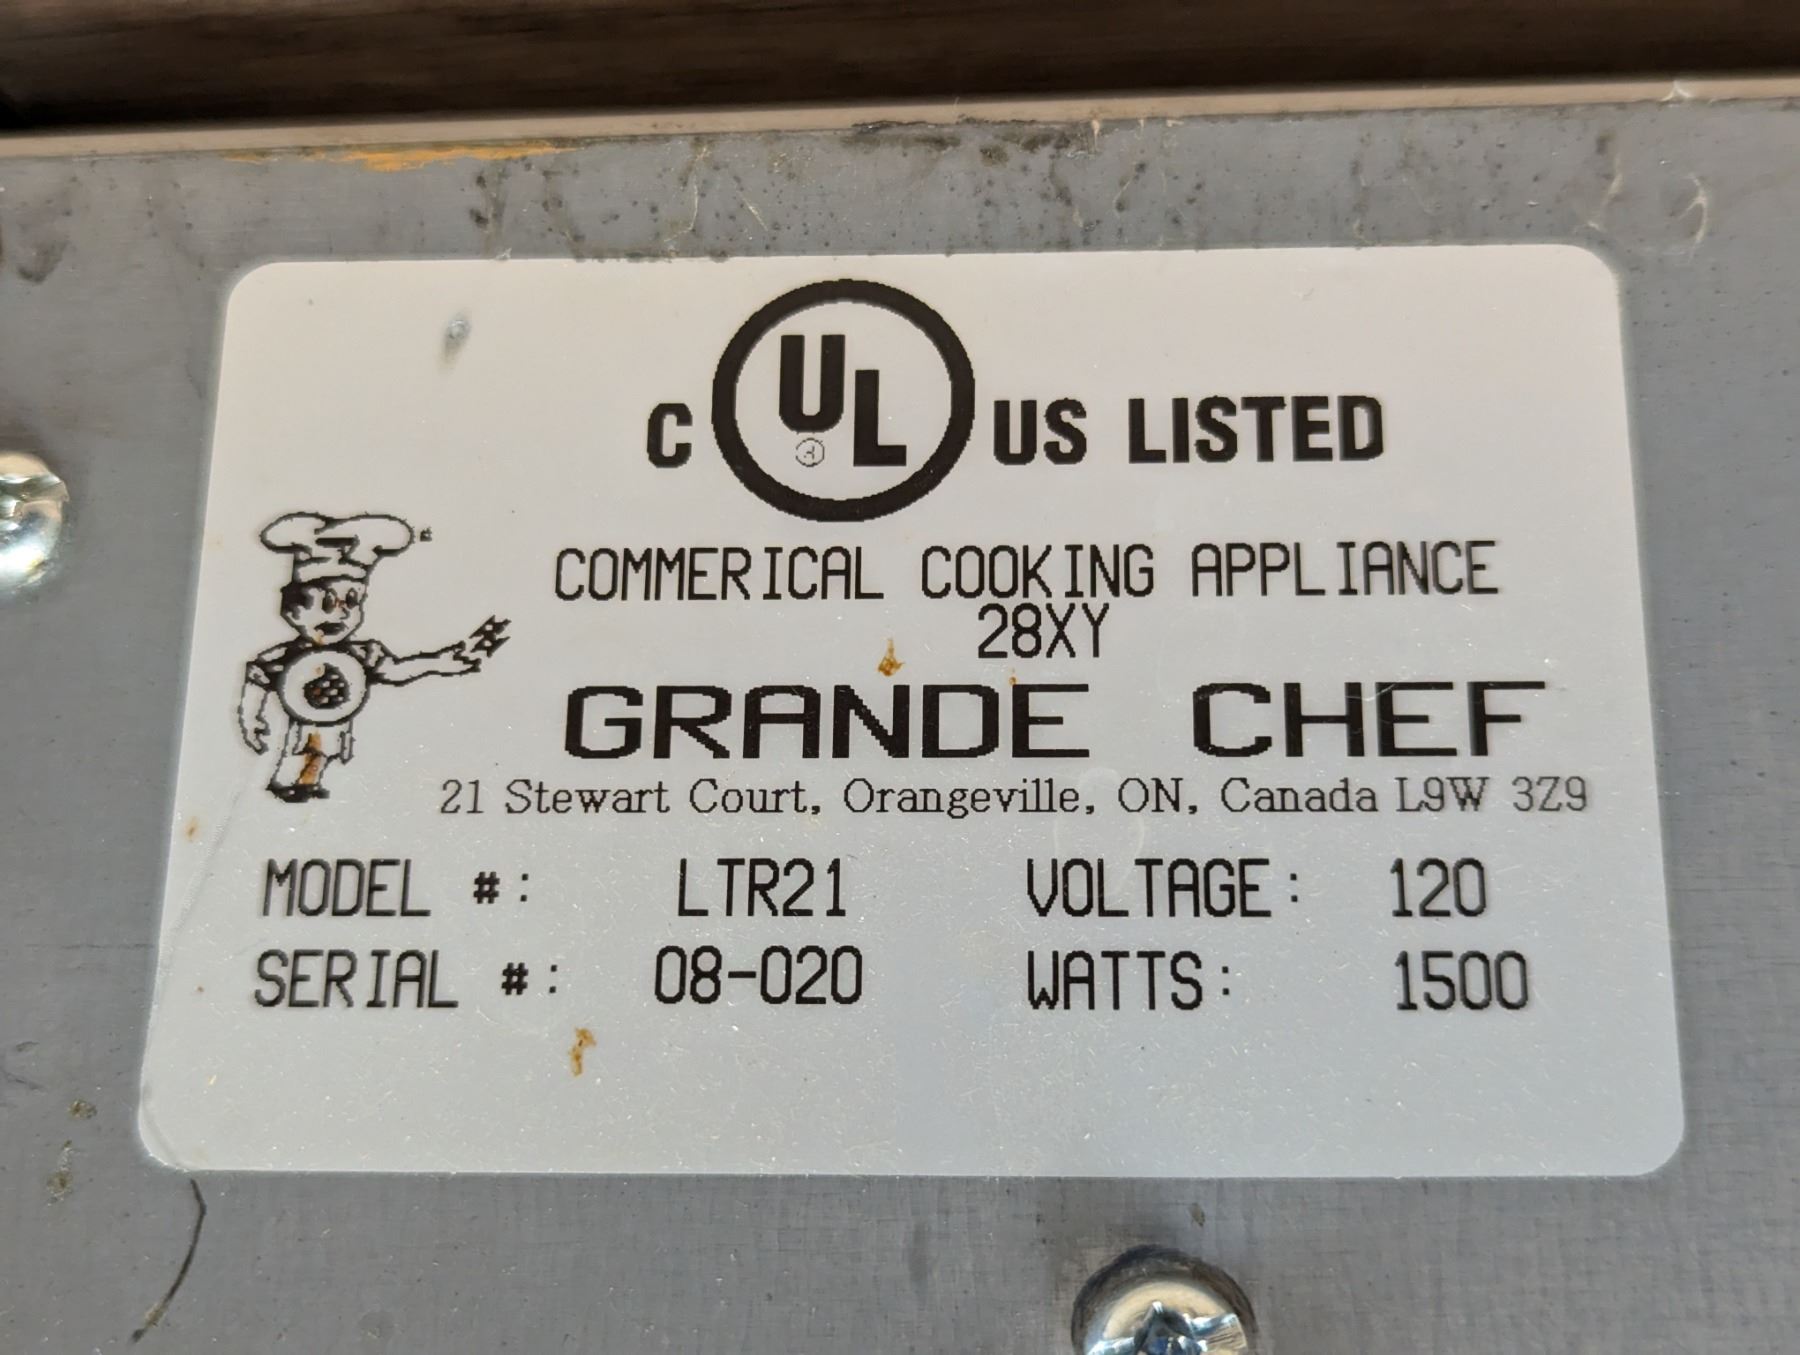 C UL US LISTED
COMMERICAL COOKING APPLIANCE
28XY
GRANDE CHEF
21 Stewart Court, Orangeville, ON, Canada L9W 3Z9
MODEL #: LTR21 VOLTAGE: 120
SERIAL #: 08-020 WATTS: 1500